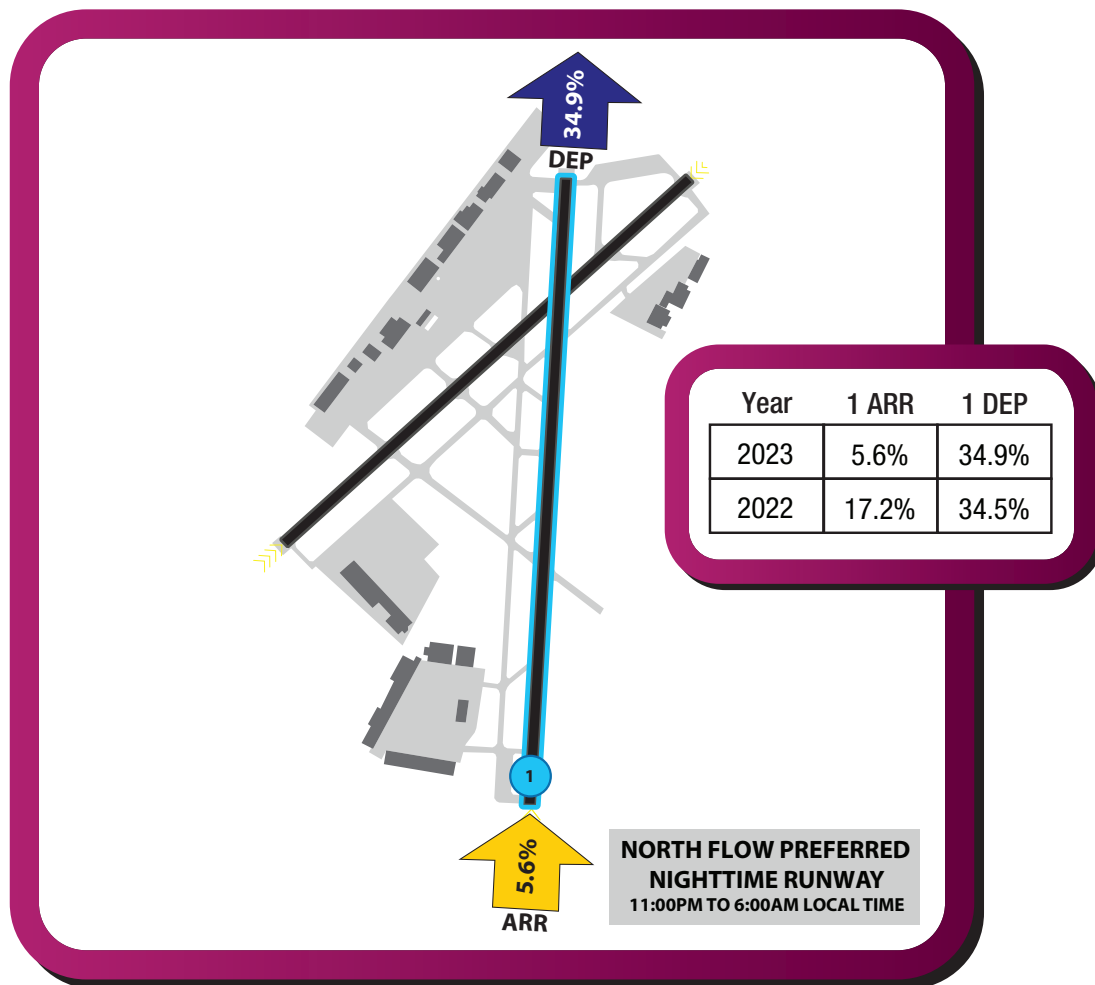 34.9%
DEP
Year 1 ARR 1 DEP
2023 5.6% 34.9%
2022 17.2% 34.5%
1
5.6%
ARR
NORTH FLOW PREFERRED
NIGHTTIME RUNWAY
11:00PM TO 6:00AM LOCAL TIME